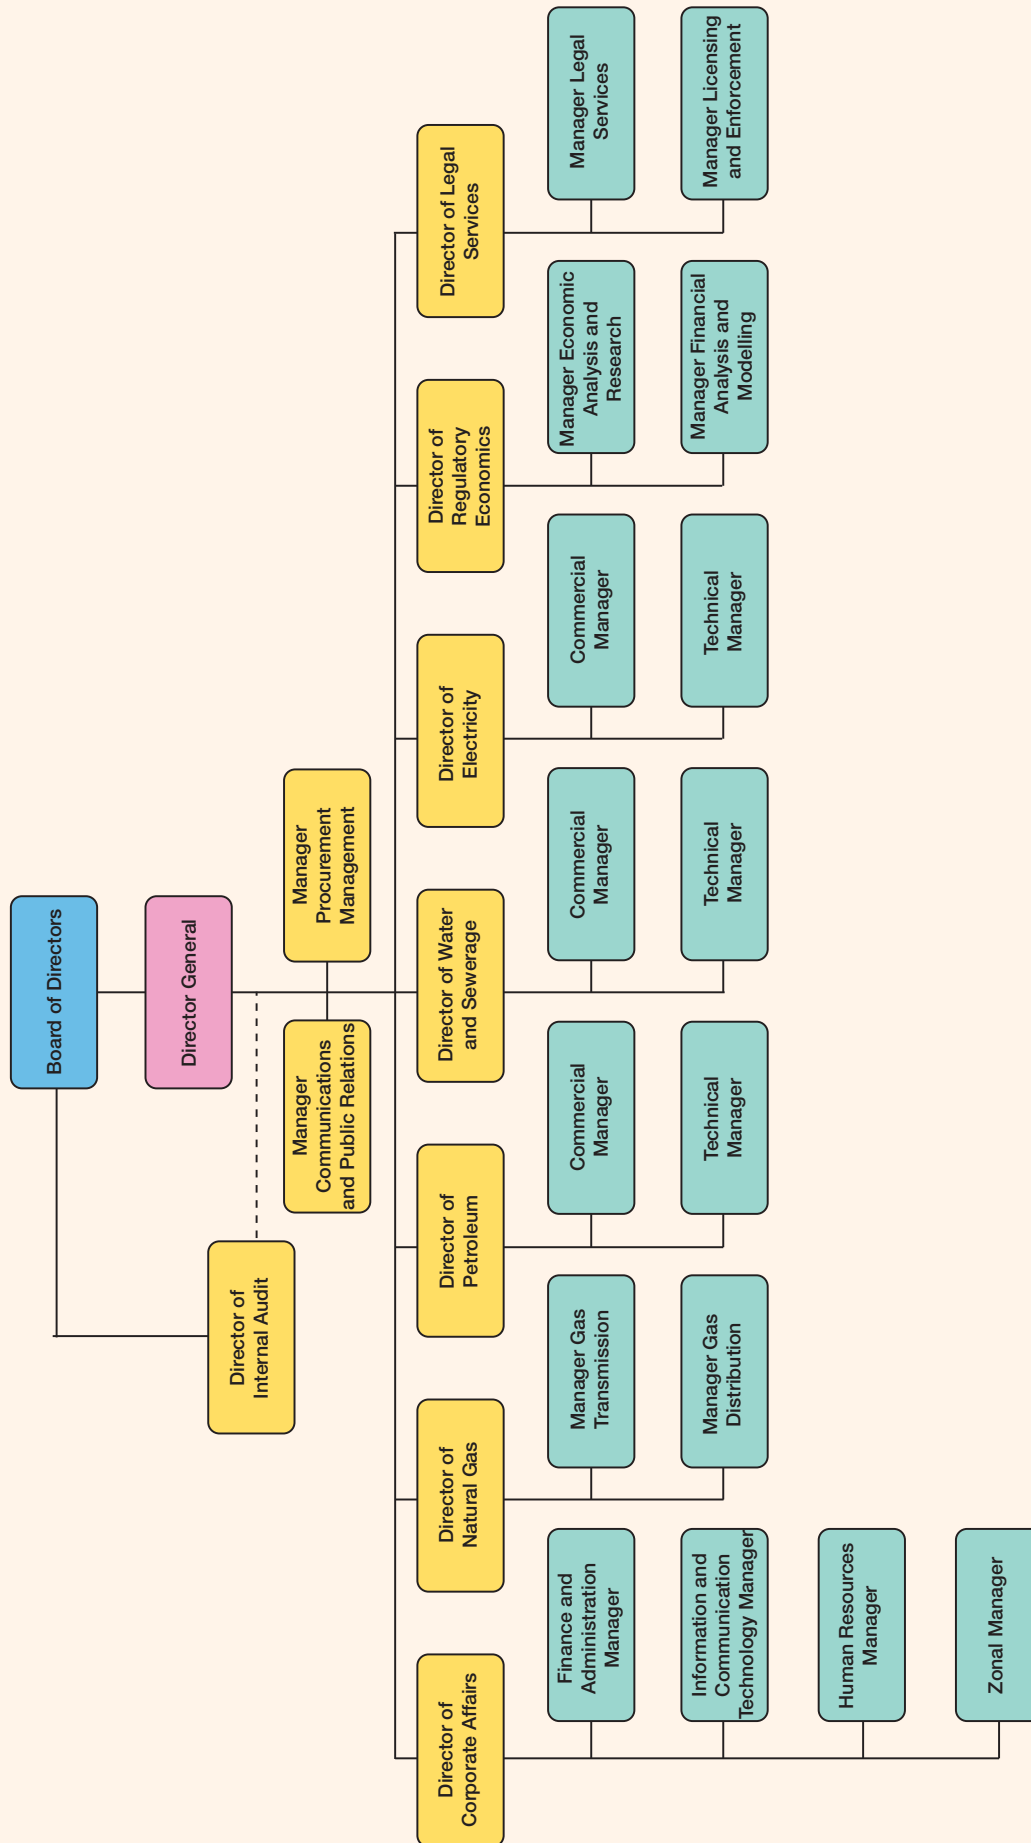 Board of Directors
Director General
Director of
Internal Audit
Manager
Communications
and Public Relations
Manager
Procurement
Management
Director of
Corporate Affairs
Director of
Natural Gas
Director of
Petroleum
Director of Water
and Sewerage
Director of
Electricity
Director of
Regulatory
Economics
Director of Legal
Services
Finance and
Administration
Manager
Manager Gas
Transmission
Commercial
Manager
Commercial
Manager
Commercial
Manager
Manager Economic
Analysis and
Research
Manager Legal
Services
Information and
Communication
Technology Manager
Manager Gas
Distribution
Technical
Manager
Technical
Manager
Technical
Manager
Manager Financial
Analysis and
Modelling
Manager Licensing
and Enforcement
Human Resources
Manager
Zonal Manager